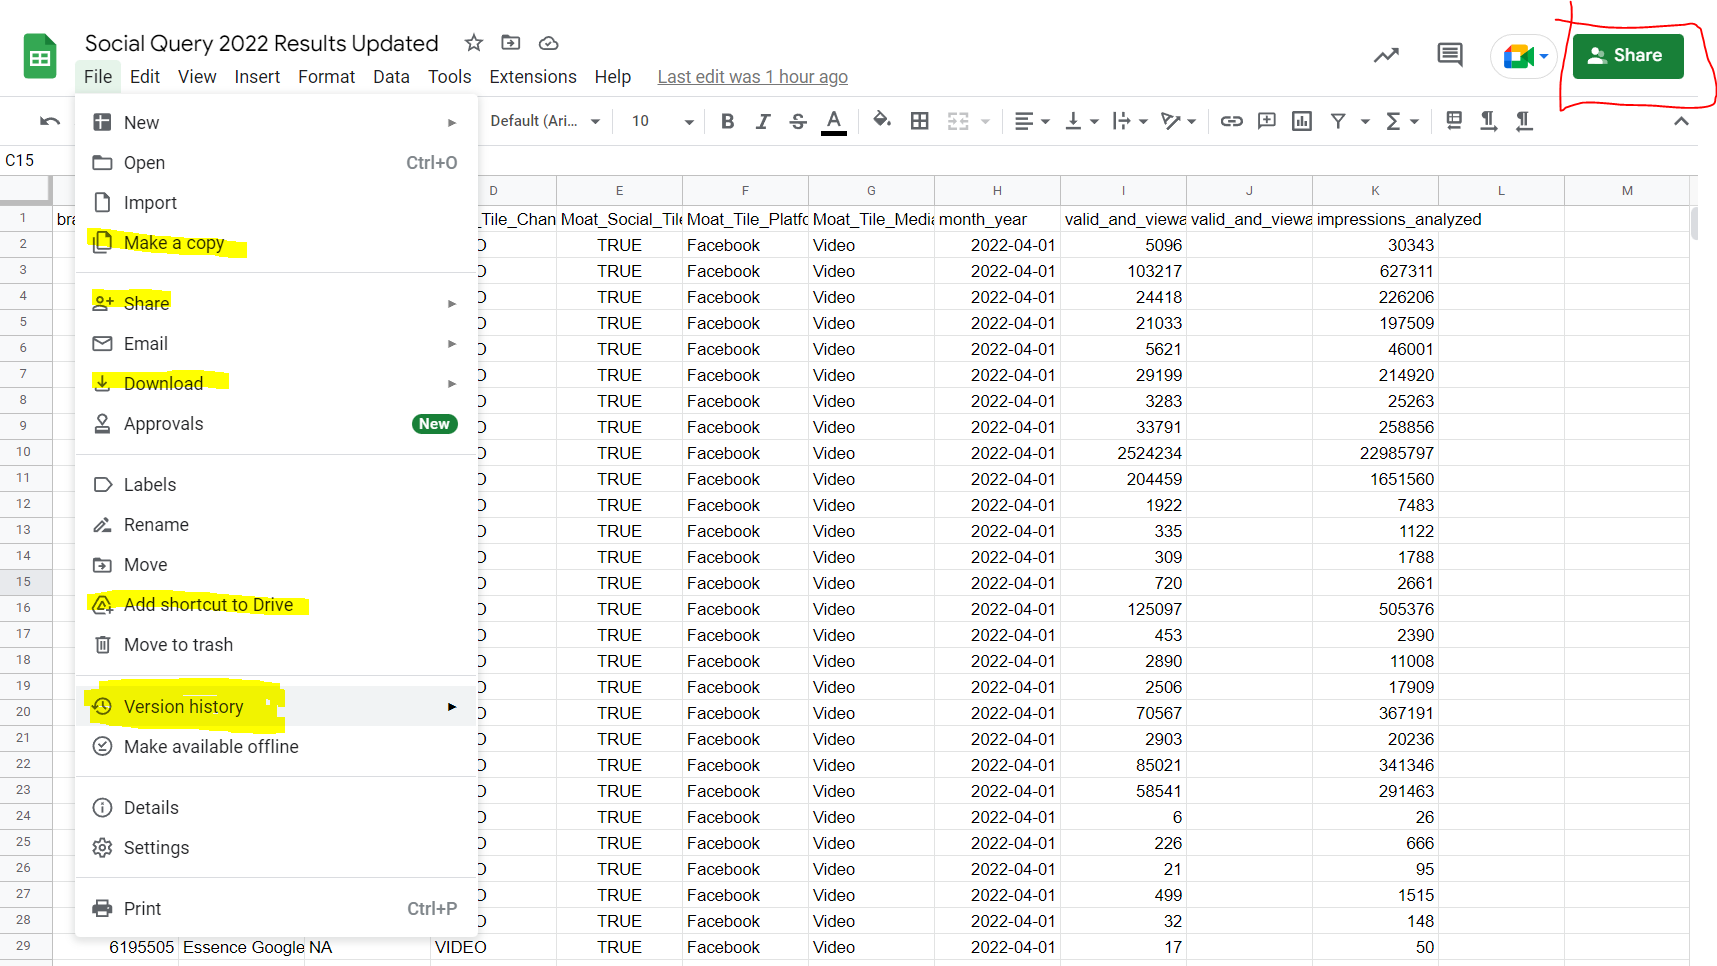 Social Query 2022 Results Updated
File Edit View Insert Format Data Tools Extensions Help Last edit was 1 hour ago
Share
Default (Ari... 10 B I S A
C15
New
Open Ctrl+O
Import
Make a copy
Share
Email
Download
Approvals New
Labels
Rename
Move
Add shortcut to Drive
Move to trash
Version history
Make available offline
Details
Settings
Print Ctrl+P
D E F G H I J K L M
1 bra _Tile_Chan Moat_Social_Tile Moat_Tile_Platfo Moat_Tile_Media month_year valid_and_viewa valid_and_viewa impressions_analyzed
2 O TRUE Facebook Video 2022-04-01 5096 30343
3 O TRUE Facebook Video 2022-04-01 103217 627311
4 O TRUE Facebook Video 2022-04-01 24418 226206
5 O TRUE Facebook Video 2022-04-01 21033 197509
6 O TRUE Facebook Video 2022-04-01 5621 46001
7 O TRUE Facebook Video 2022-04-01 29199 214920
8 O TRUE Facebook Video 2022-04-01 3283 25263
9 O TRUE Facebook Video 2022-04-01 33791 258856
10 O TRUE Facebook Video 2022-04-01 2524234 22985797
11 O TRUE Facebook Video 2022-04-01 204459 1651560
12 O TRUE Facebook Video 2022-04-01 1922 7483
13 O TRUE Facebook Video 2022-04-01 335 1122
14 O TRUE Facebook Video 2022-04-01 309 1788
15 O TRUE Facebook Video 2022-04-01 720 2661
16 O TRUE Facebook Video 2022-04-01 125097 505376
17 O TRUE Facebook Video 2022-04-01 453 2390
18 O TRUE Facebook Video 2022-04-01 2890 11008
19 O TRUE Facebook Video 2022-04-01 2506 17909
20 O TRUE Facebook Video 2022-04-01 70567 367191
21 O TRUE Facebook Video 2022-04-01 2903 20236
22 O TRUE Facebook Video 2022-04-01 85021 341346
23 O TRUE Facebook Video 2022-04-01 58541 291463
24 O TRUE Facebook Video 2022-04-01 6 26
25 O TRUE Facebook Video 2022-04-01 226 666
26 O TRUE Facebook Video 2022-04-01 21 95
27 O TRUE Facebook Video 2022-04-01 499 1515
28 O TRUE Facebook Video 2022-04-01 32 148
29 6195505 Essence Google NA VIDEO TRUE Facebook Video 2022-04-01 17 50